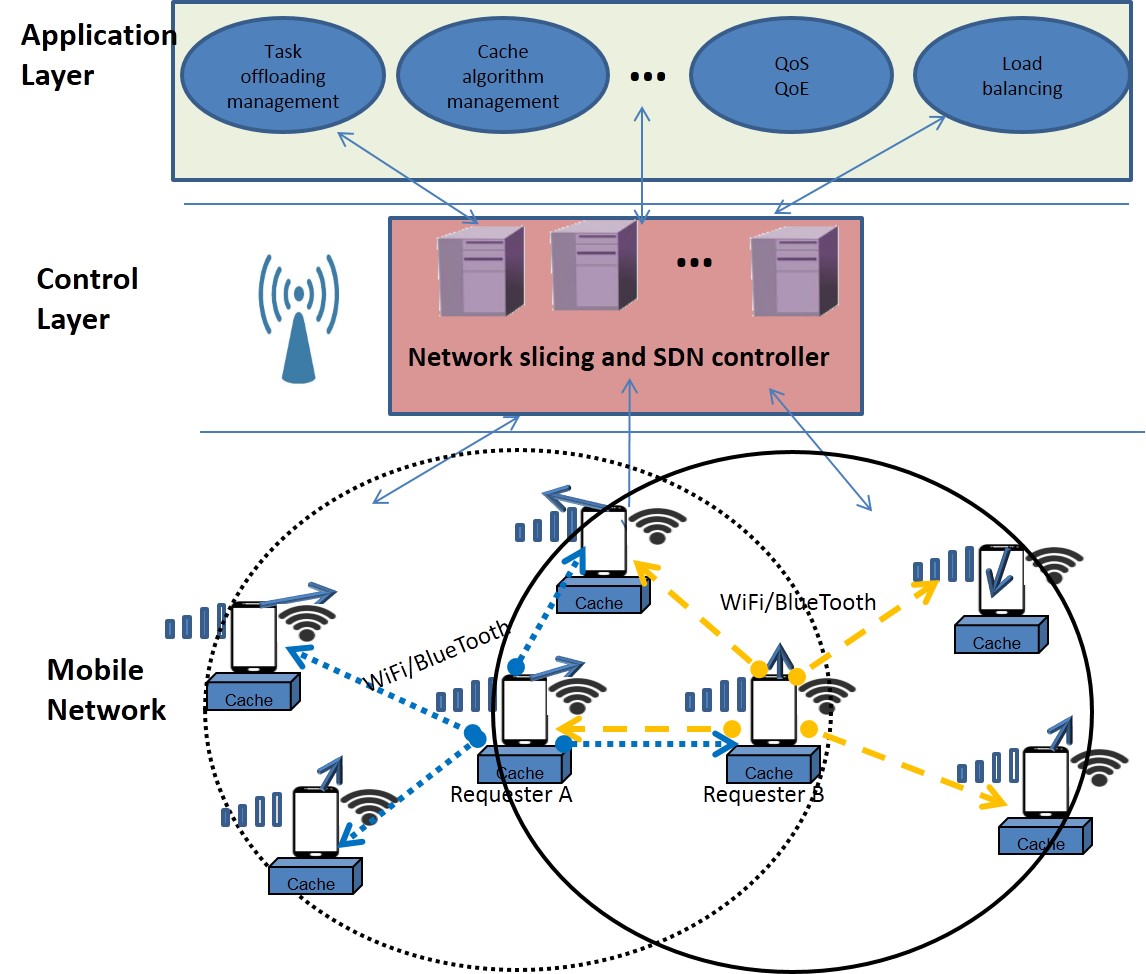 Application
Layer
Task
offloading
management
Cache
algorithm
management
...
QoS
QoE
Load
balancing
Control
Layer
...
Network slicing and SDN controller
Mobile
Network
Cache
WiFi/BlueTooth
WiFi/BlueTooth
Cache
Cache
Cache
Requester A
Cache
Requester B
Cache
Cache